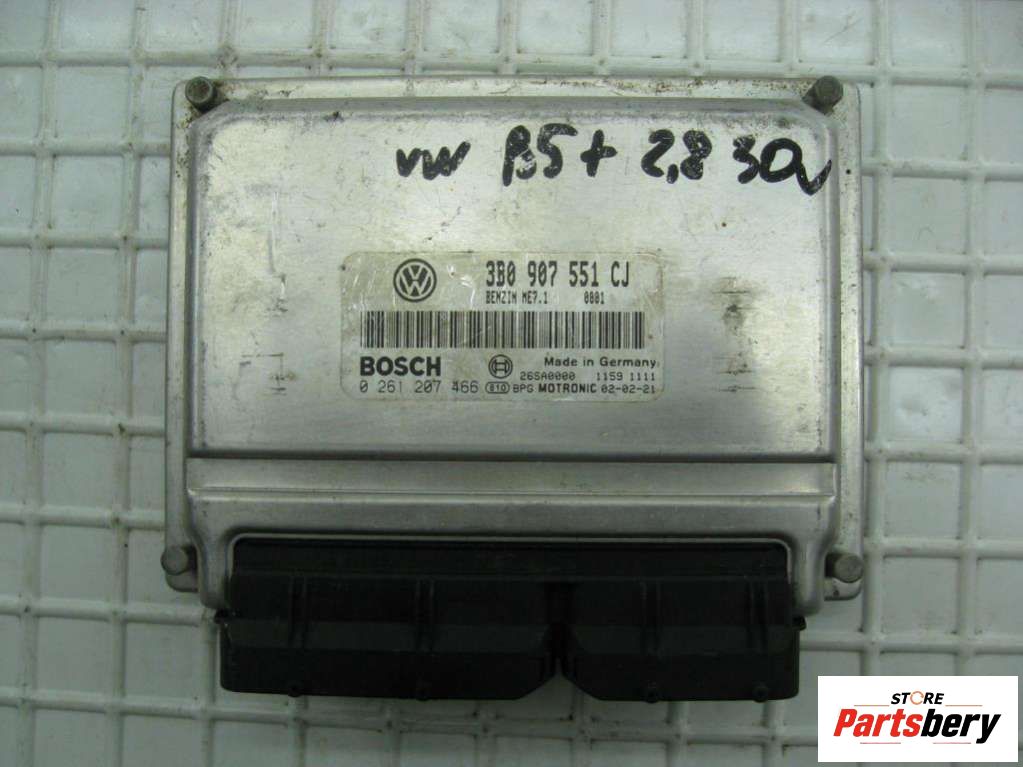 vw B5+ 2,8 30v
3B0 907 551 CJ
BENZIN ME7.1 0001
BOSCH Made in Germany
26SA0000 1159 1111
0 261 207 466 810 BPG MOTRONIC 02-02-21
STORE
Partsbery